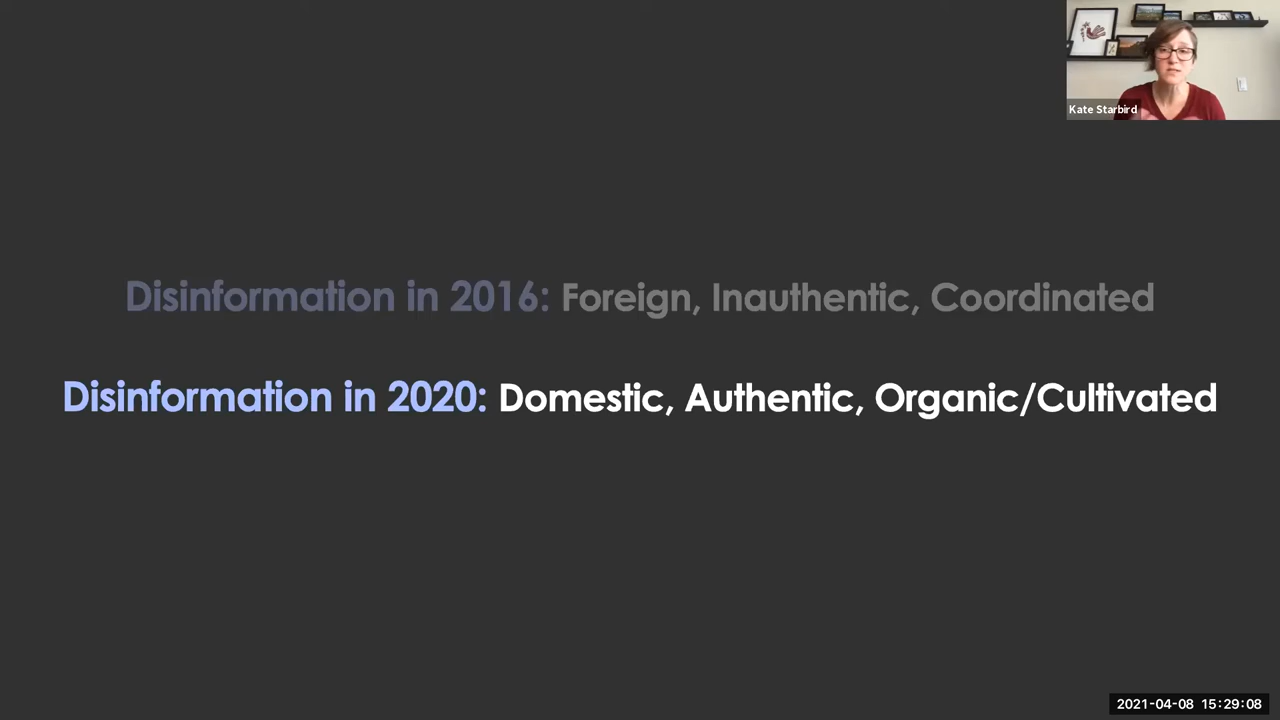 Kate Starbird
Disinformation in 2016: Foreign, Inauthentic, Coordinated
Disinformation in 2020: Domestic, Authentic, Organic/Cultivated
2021-04-08 15:29:08